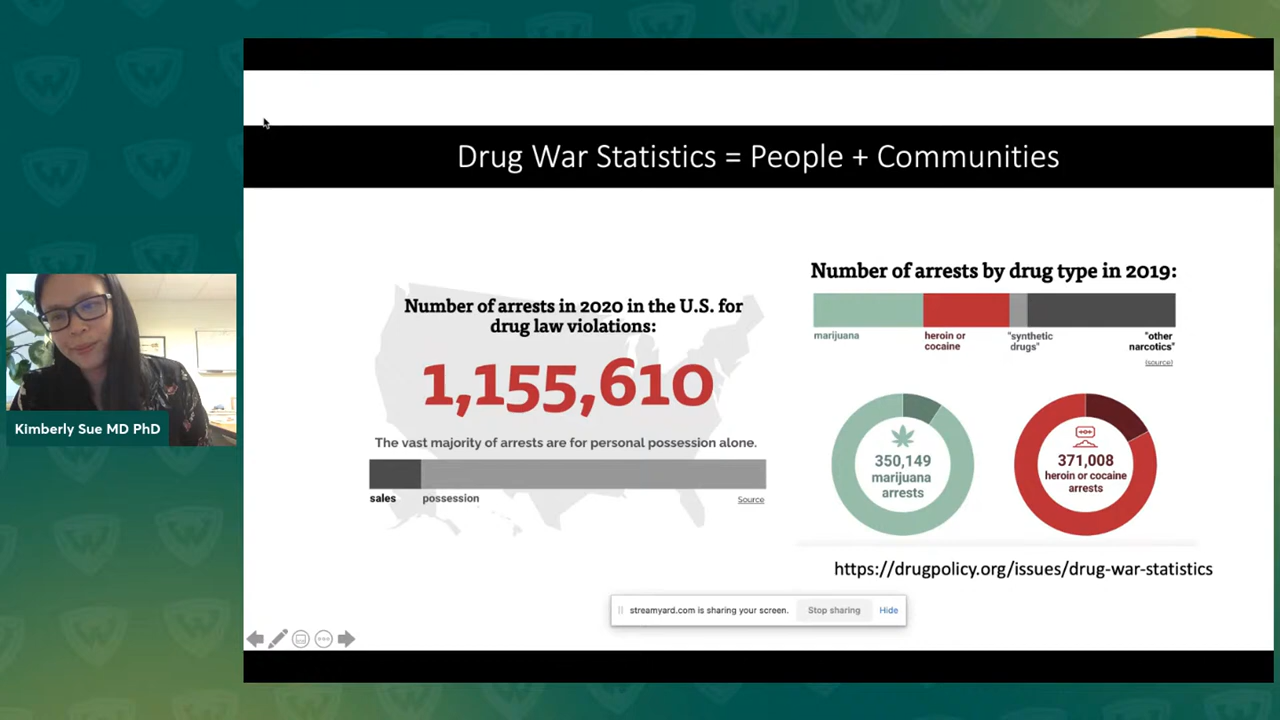 Drug War Statistics = People + Communities
Number of arrests in 2020 in the U.S. for
drug law violations:
1,155,610
The vast majority of arrests are for personal possession alone.
sales
possession
Source
Number of arrests by drug type in 2019:
marijuana
heroin or
cocaine
"synthetic
drugs"
"other
narcotics"
(source)
350,149
marijuana
arrests
371,008
heroin or cocaine
arrests
https://drugpolicy.org/issues/drug-war-statistics
streamyard.com is sharing your screen.
Stop sharing
Hide
Kimberly Sue MD PhD